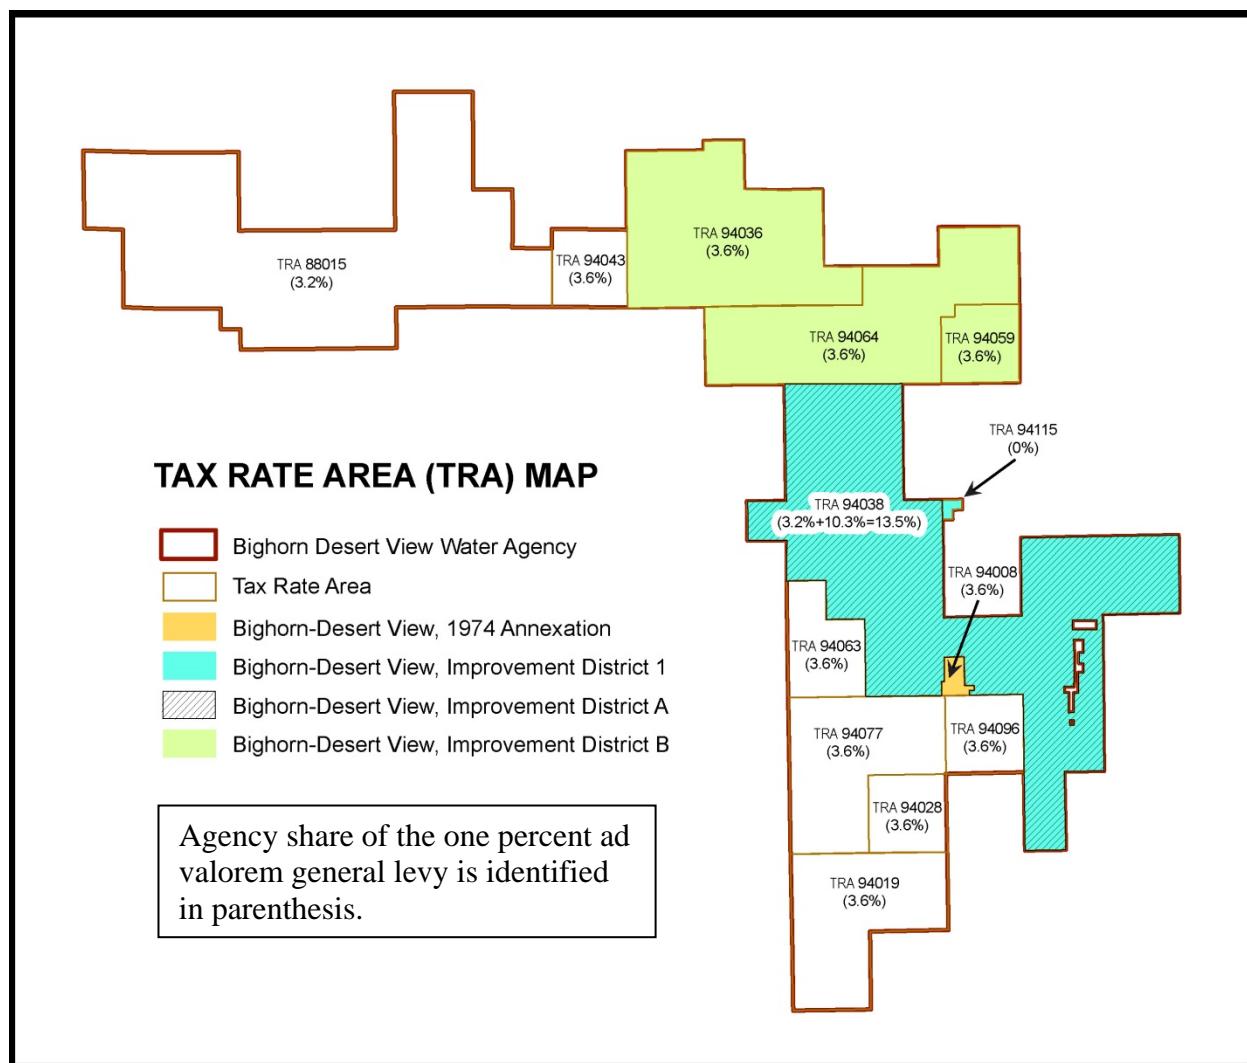 TRA 88015
(3.2%)
TRA 94043
(3.6%)
TRA 94036
(3.6%)
TRA 94064
(3.6%)
TRA 94059
(3.6%)
TRA 94115
(0%)
TRA 94038
(3.2%+10.3%=13.5%)
TRA 94008
(3.6%)
TRA 94063
(3.6%)
TRA 94077
(3.6%)
TRA 94096
(3.6%)
TRA 94028
(3.6%)
TRA 94019
(3.6%)
TAX RATE AREA (TRA) MAP
Bighorn Desert View Water Agency
Tax Rate Area
Bighorn-Desert View, 1974 Annexation
Bighorn-Desert View, Improvement District 1
Bighorn-Desert View, Improvement District A
Bighorn-Desert View, Improvement District B
Agency share of the one percent ad
valorem general levy is identified
in parenthesis.